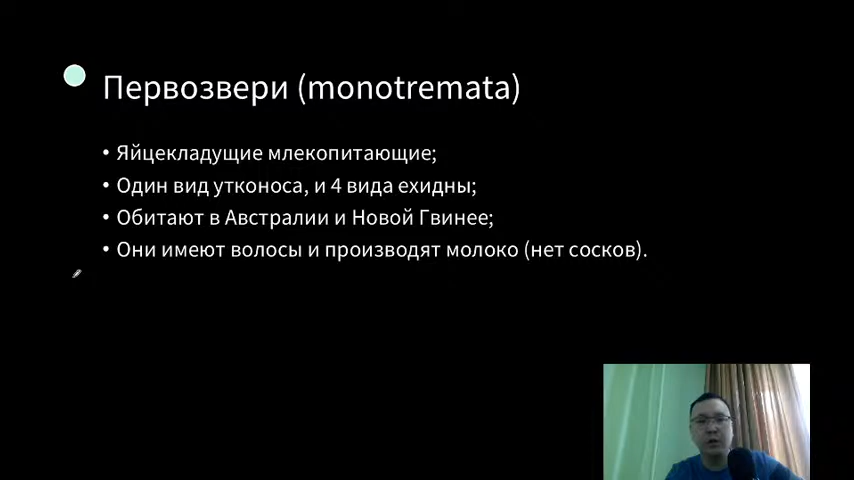 Первозвери (monotremata)
• Яйцекладущие млекопитающие;
• Один вид утконоса, и 4 вида ехидны;
• Обитают в Австралии и Новой Гвинее;
• Они имеют волосы и производят молоко (нет сосков).